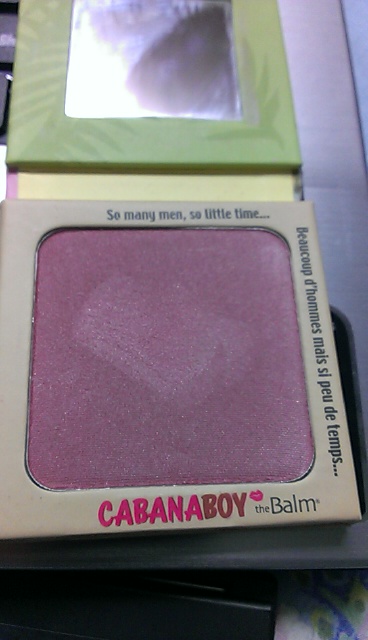 So many men, so little time...
Beaucoup d'hommes mais si peu de temps...
CABANABOY theBalm®